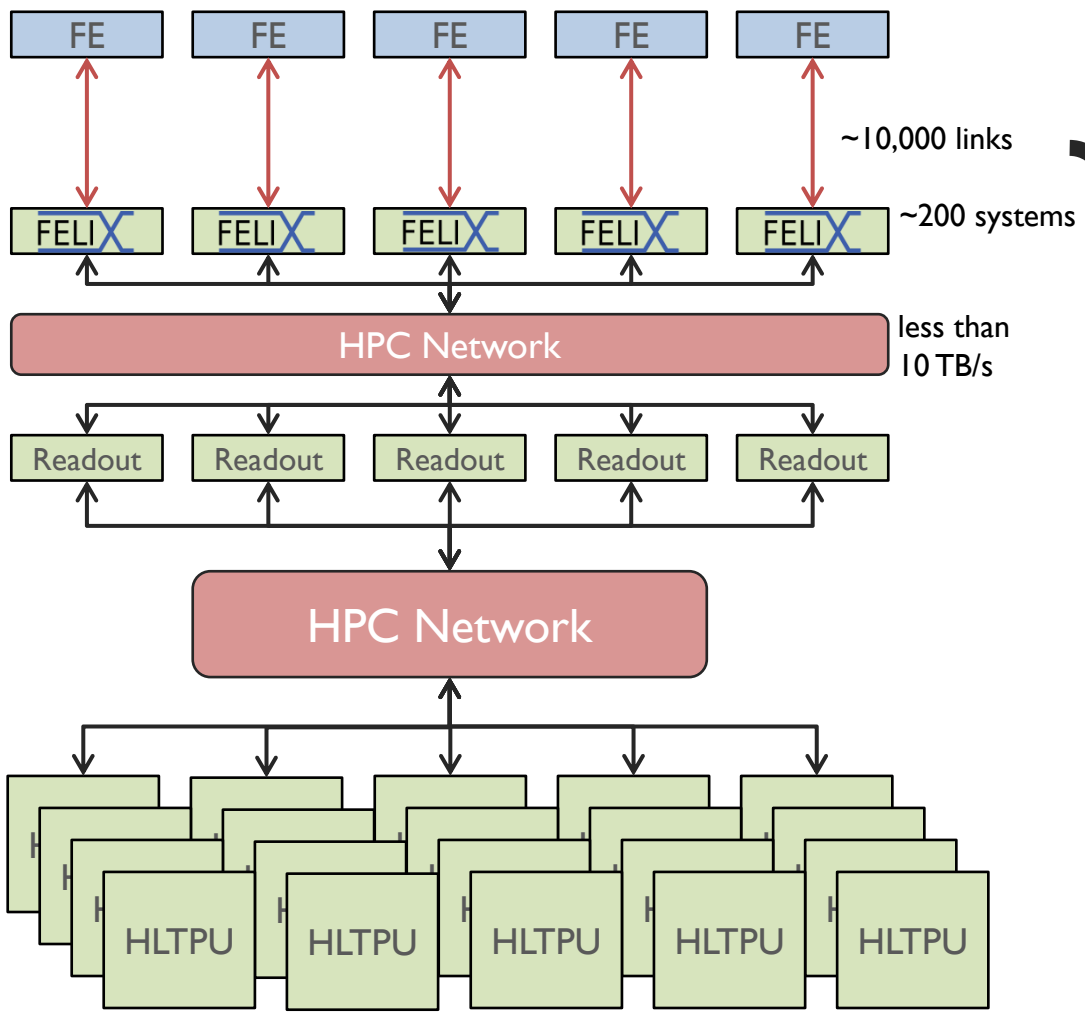 FE FE FE FE FE
~10,000 links
FELIX FELIX FELIX FELIX FELIX
~200 systems
HPC Network
less than
10 TB/s
Readout Readout Readout Readout Readout
HPC Network
HLTPU HLTPU HLTPU HLTPU HLTPU